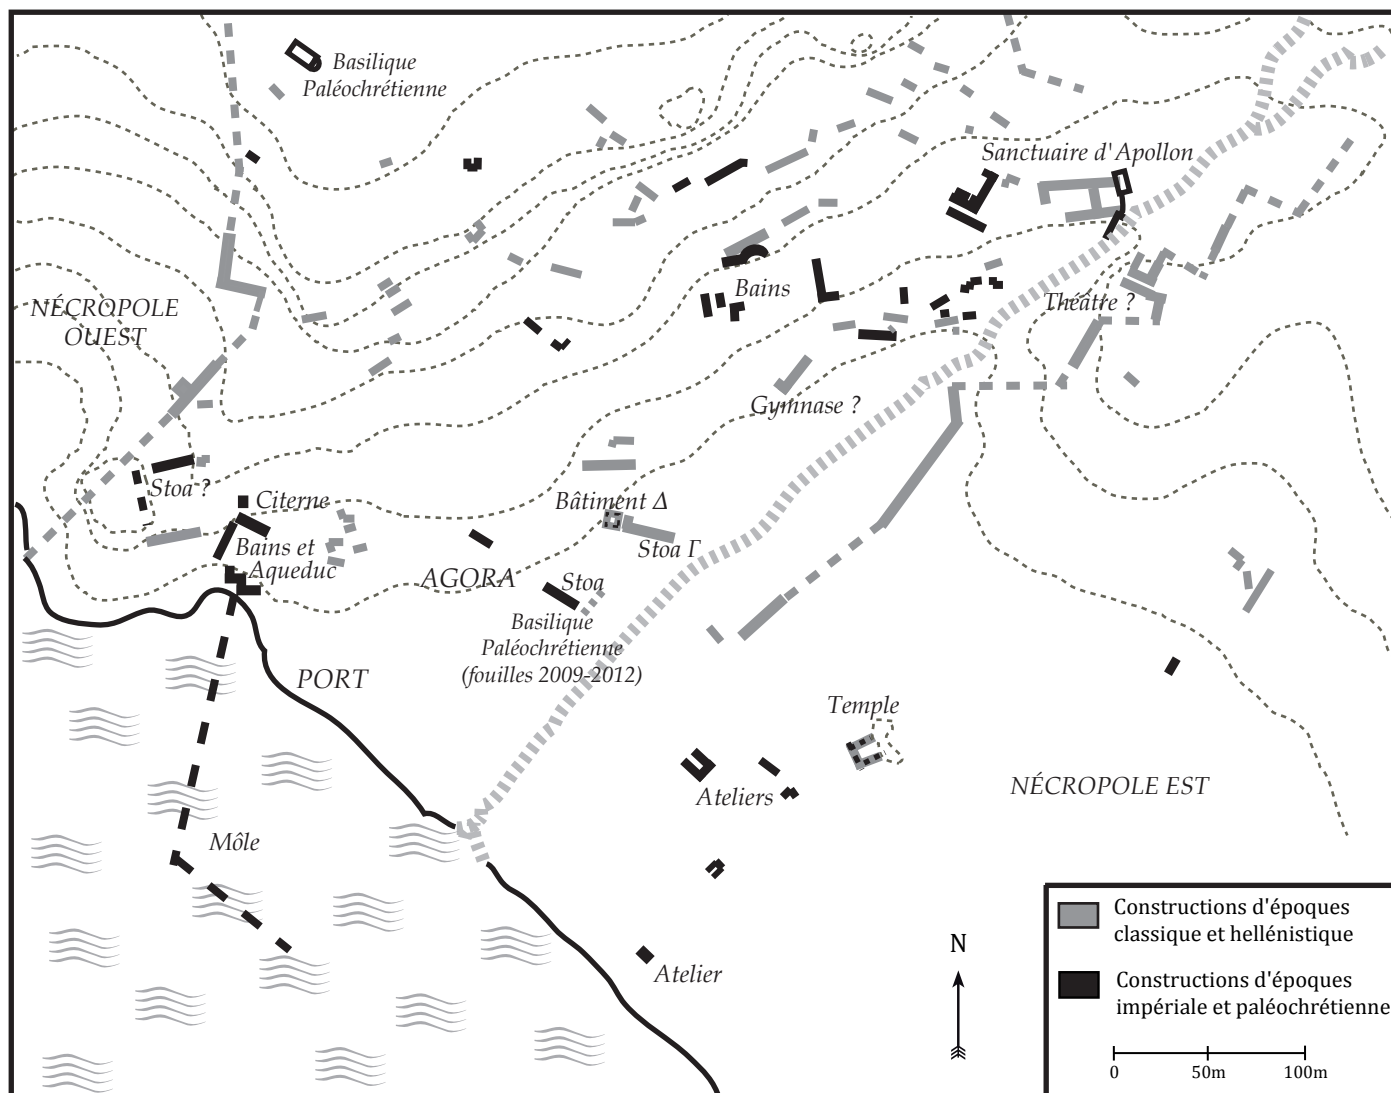 Basilique
Paléochrétienne
Sanctuaire d'Apollon
NÉCROPOLE
OUEST
Bains
Théâtre ?
Gymnase ?
Stoa ?
Citerne
Bâtiment Δ
Bains et
Aqueduc
Stoa Γ
AGORA
Stoa
Basilique
Paléochrétienne
(fouilles 2009-2012)
PORT
Temple
Ateliers
NÉCROPOLE EST
Môle
Atelier
N
Constructions d'époques
classique et hellénistique
Constructions d'époques
impériale et paléochrétienne
0 50m 100m